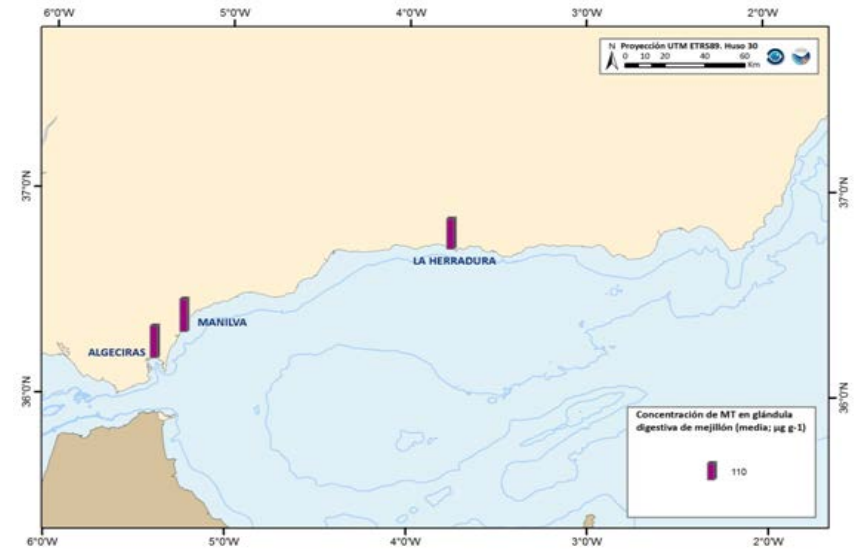 6°0'W 5°0'W 4°0'W 3°0'W 2°0'W
N Proyección UTM ETRS89. Huso 30
0 10 20 40 60
Km
37°0'N 37°0'N
LA HERRADURA
MANILVA
ALGECIRAS
36°0'N 36°0'N
Concentración de MT en glándula
digestiva de mejillón (media; µg g-1)
110
6°0'W 5°0'W 4°0'W 3°0'W 2°0'W